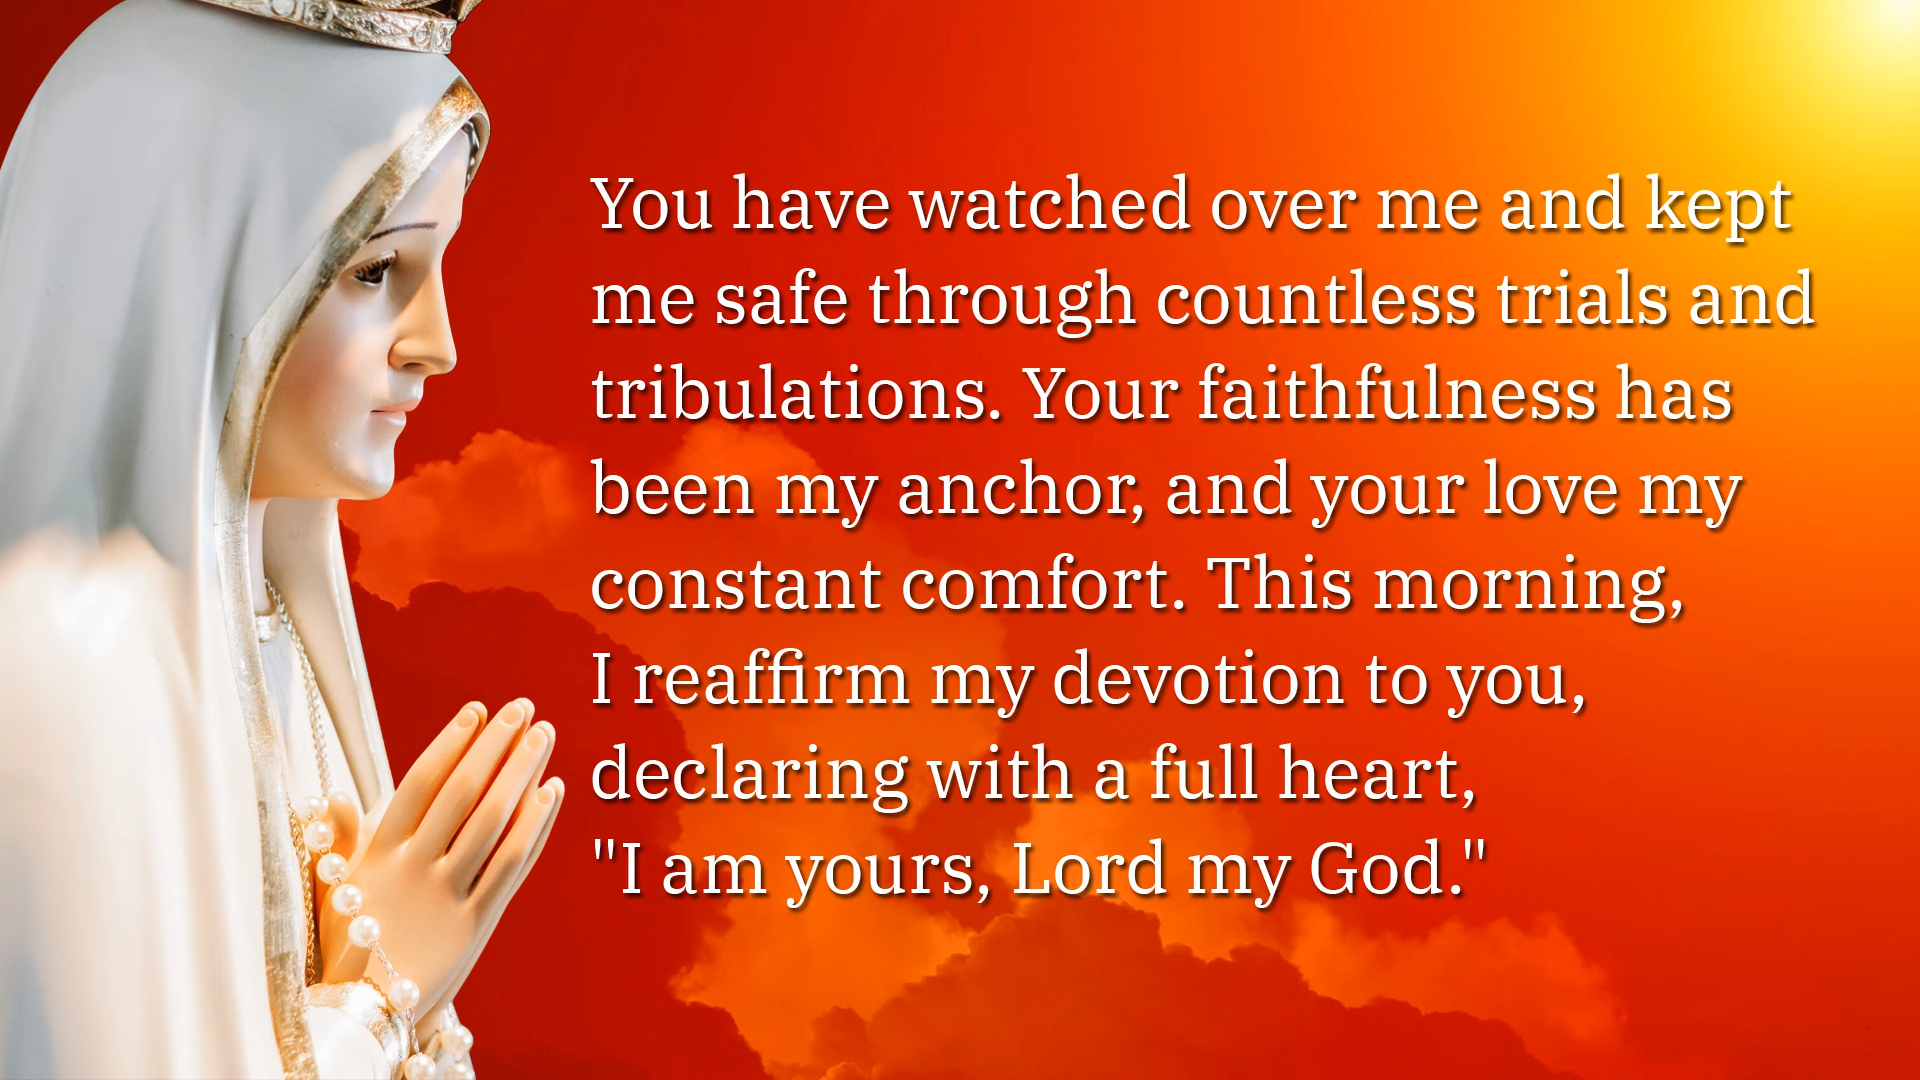 You have watched over me and kept
me safe through countless trials and
tribulations. Your faithfulness has
been my anchor, and your love my
constant comfort. This morning,
I reaffirm my devotion to you,
declaring with a full heart,
"I am yours, Lord my God."